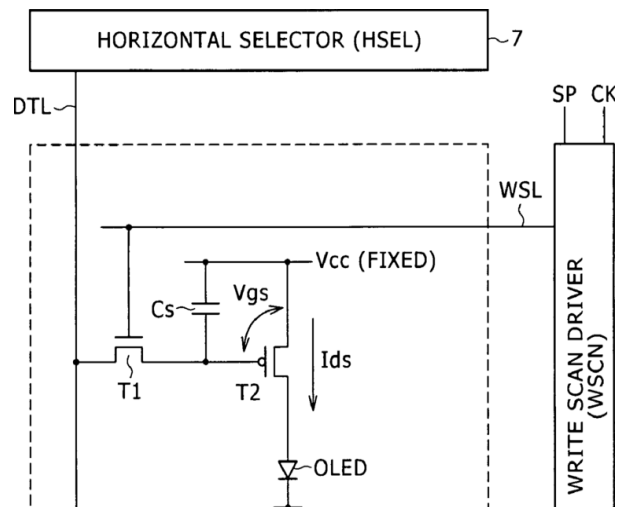 HORIZONTAL SELECTOR (HSEL)
7
DTL
SP CK
WSL
Vcc (FIXED)
Vgs
Cs
Ids
T1
T2
OLED
WRITE SCAN DRIVER
(WSCN)